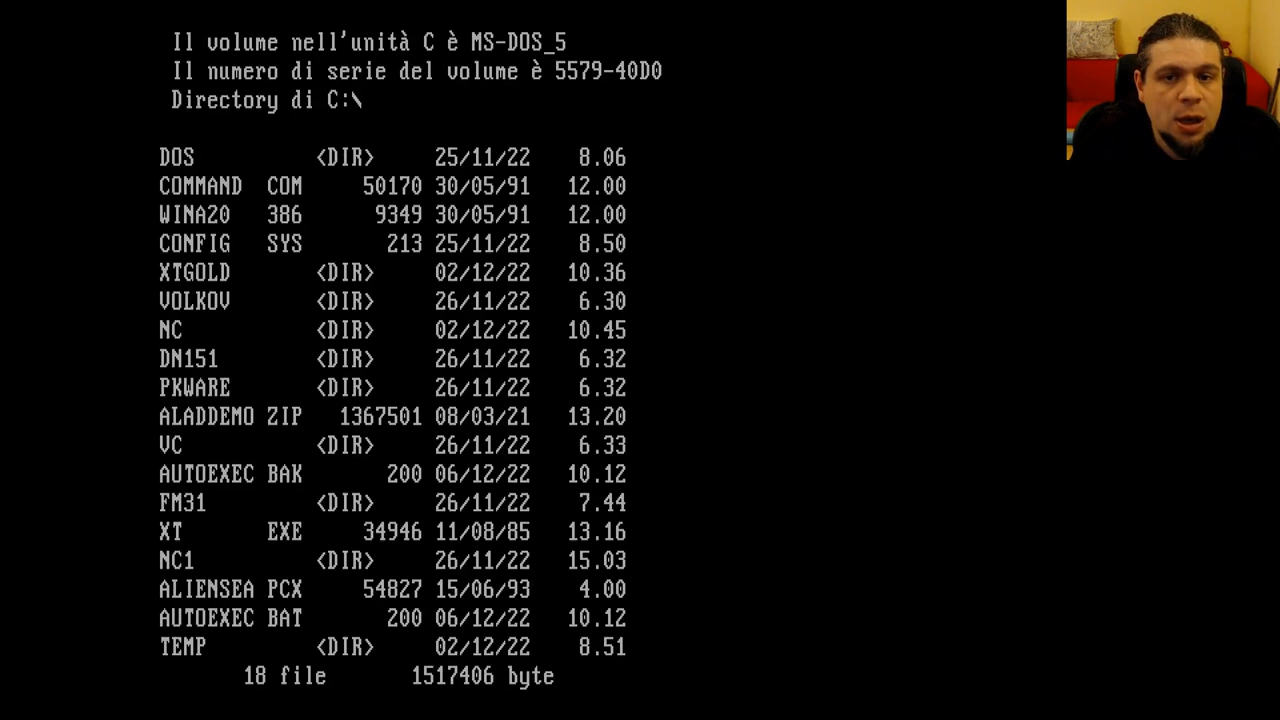 Il volume nell'unità C è MS-DOS_5
Il numero di serie del volume è 5579-40D0
Directory di C:\
DOS <DIR> 25/11/22 8.06
COMMAND COM 50170 30/05/91 12.00
WINA20 386 9349 30/05/91 12.00
CONFIG SYS 213 25/11/22 8.50
XTGOLD <DIR> 02/12/22 10.36
VOLKOV <DIR> 26/11/22 6.30
NC <DIR> 02/12/22 10.45
DN151 <DIR> 26/11/22 6.32
PKWARE <DIR> 26/11/22 6.32
ALADDEMO ZIP 1367501 08/03/21 13.20
VC <DIR> 26/11/22 6.33
AUTOEXEC BAK 200 06/12/22 10.12
FM31 <DIR> 26/11/22 7.44
XT EXE 34946 11/08/85 13.16
NC1 <DIR> 26/11/22 15.03
ALIENSEA PCX 54827 15/06/93 4.00
AUTOEXEC BAT 200 06/12/22 10.12
TEMP <DIR> 02/12/22 8.51
18 file 1517406 byte